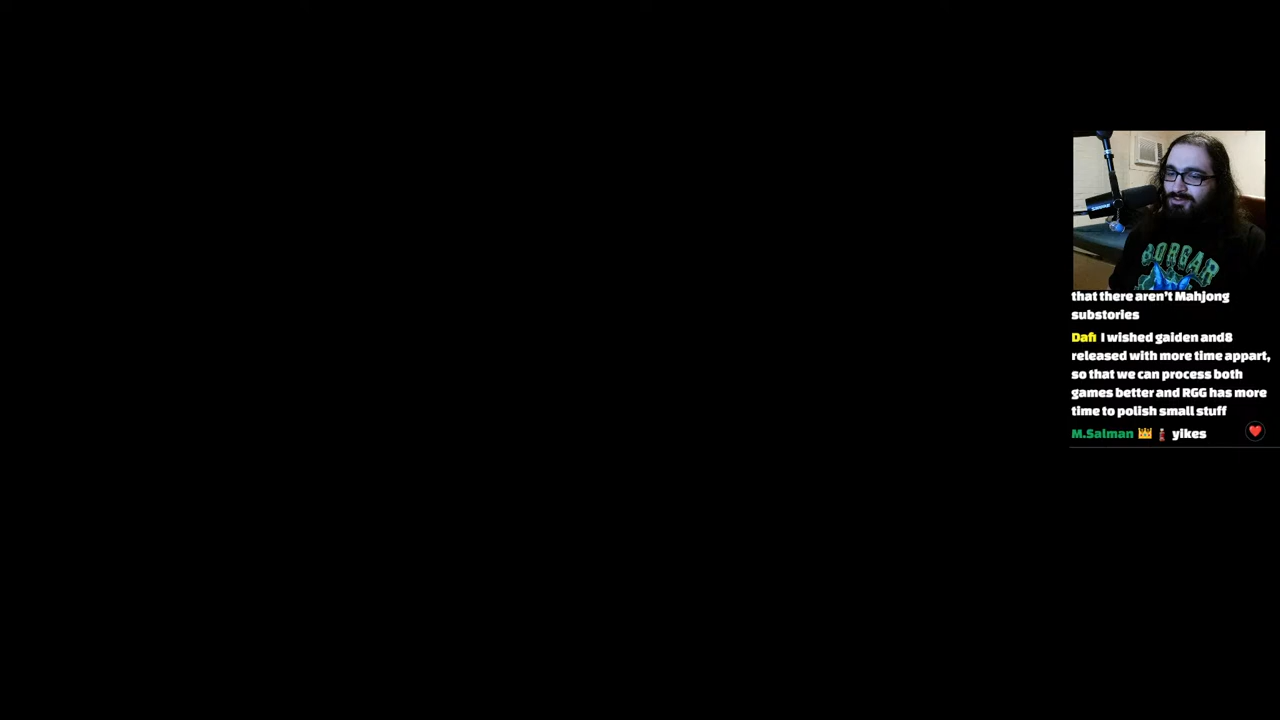 BORGAR
that there aren't Mahjong
substories
Dafi I wished gaiden and8
released with more time appart,
so that we can process both
games better and RGG has more
time to polish small stuff
M.Salman 👑 yikes ❤️